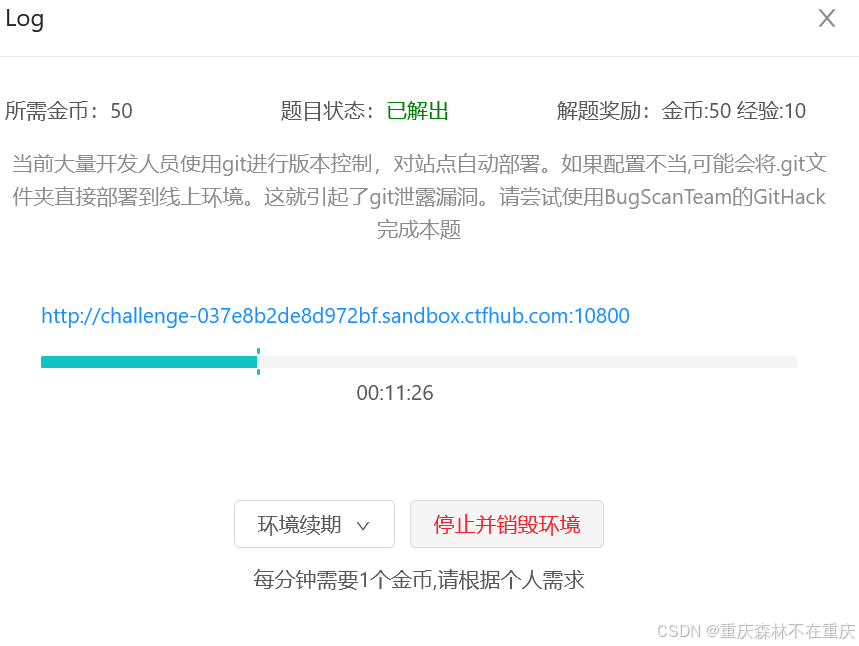 Log
所需金币：50 题目状态：已解出 解题奖励：金币:50 经验:10
当前大量开发人员使用git进行版本控制，对站点自动部署。如果配置不当,可能会将.git文
件夹直接部署到线上环境。这就引起了git泄露漏洞。请尝试使用BugScanTeam的GitHack
完成本题
http://challenge-037e8b2de8d972bf.sandbox.ctfhub.com:10800
00:11:26
环境续期 停止并销毁环境
每分钟需要1个金币,请根据个人需求
CSDN @重庆森林不在重庆